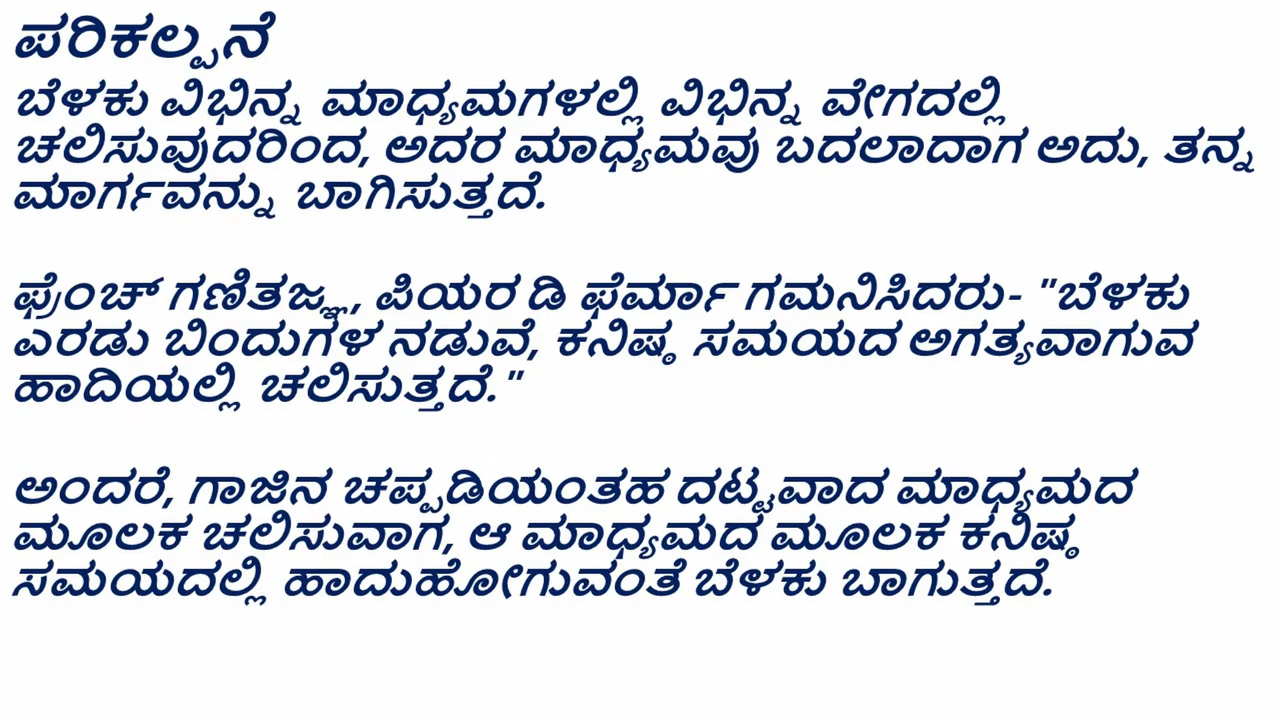 ಪರಿಕಲ್ಪನೆ
ಬೆಳಕು ವಿಭಿನ್ನ ಮಾಧ್ಯಮಗಳಲ್ಲಿ ವಿಭಿನ್ನ ವೇಗದಲ್ಲಿ
ಚಲಿಸುವುದರಿಂದ, ಅದರ ಮಾಧ್ಯಮವು ಬದಲಾದಾಗ ಅದು, ತನ್ನ
ಮಾರ್ಗವನ್ನು ಬಾಗಿಸುತ್ತದೆ.
ಫ್ರೆಂಚ್ ಗಣಿತಜ್ಞ, ಪಿಯರ ಡಿ ಫೆರ್ಮಾ ಗಮನಿಸಿದರು- "ಬೆಳಕು
ಎರಡು ಬಿಂದುಗಳ ನಡುವೆ, ಕನಿಷ್ಠ ಸಮಯದ ಅಗತ್ಯವಾಗುವ
ಹಾದಿಯಲ್ಲಿ ಚಲಿಸುತ್ತದೆ."
ಅಂದರೆ, ಗಾಜಿನ ಚಪ್ಪಡಿಯಂತಹ ದಟ್ಟವಾದ ಮಾಧ್ಯಮದ
ಮೂಲಕ ಚಲಿಸುವಾಗ, ಆ ಮಾಧ್ಯಮದ ಮೂಲಕ ಕನಿಷ್ಠ
ಸಮಯದಲ್ಲಿ ಹಾದುಹೋಗುವಂತೆ ಬೆಳಕು ಬಾಗುತ್ತದೆ.